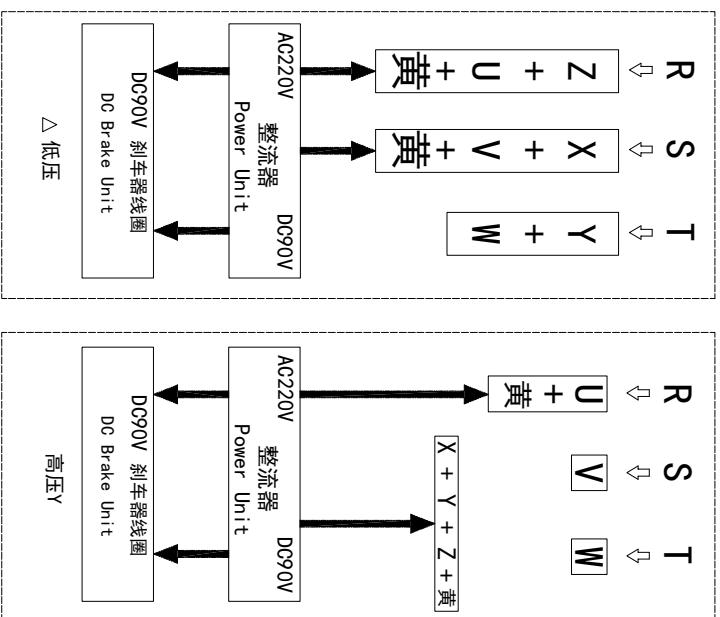 R S T
Z + U + 黄
X + V + 黄
Y + W
AC220V
DC90V
整流器
Power Unit
DC90V 刹车器线圈
DC Brake Unit
△ 低压
R S T
U + 黄
V
W
X + Y + Z + 黄
AC220V
DC90V
整流器
Power Unit
DC90V 刹车器线圈
DC Brake Unit
高压Y